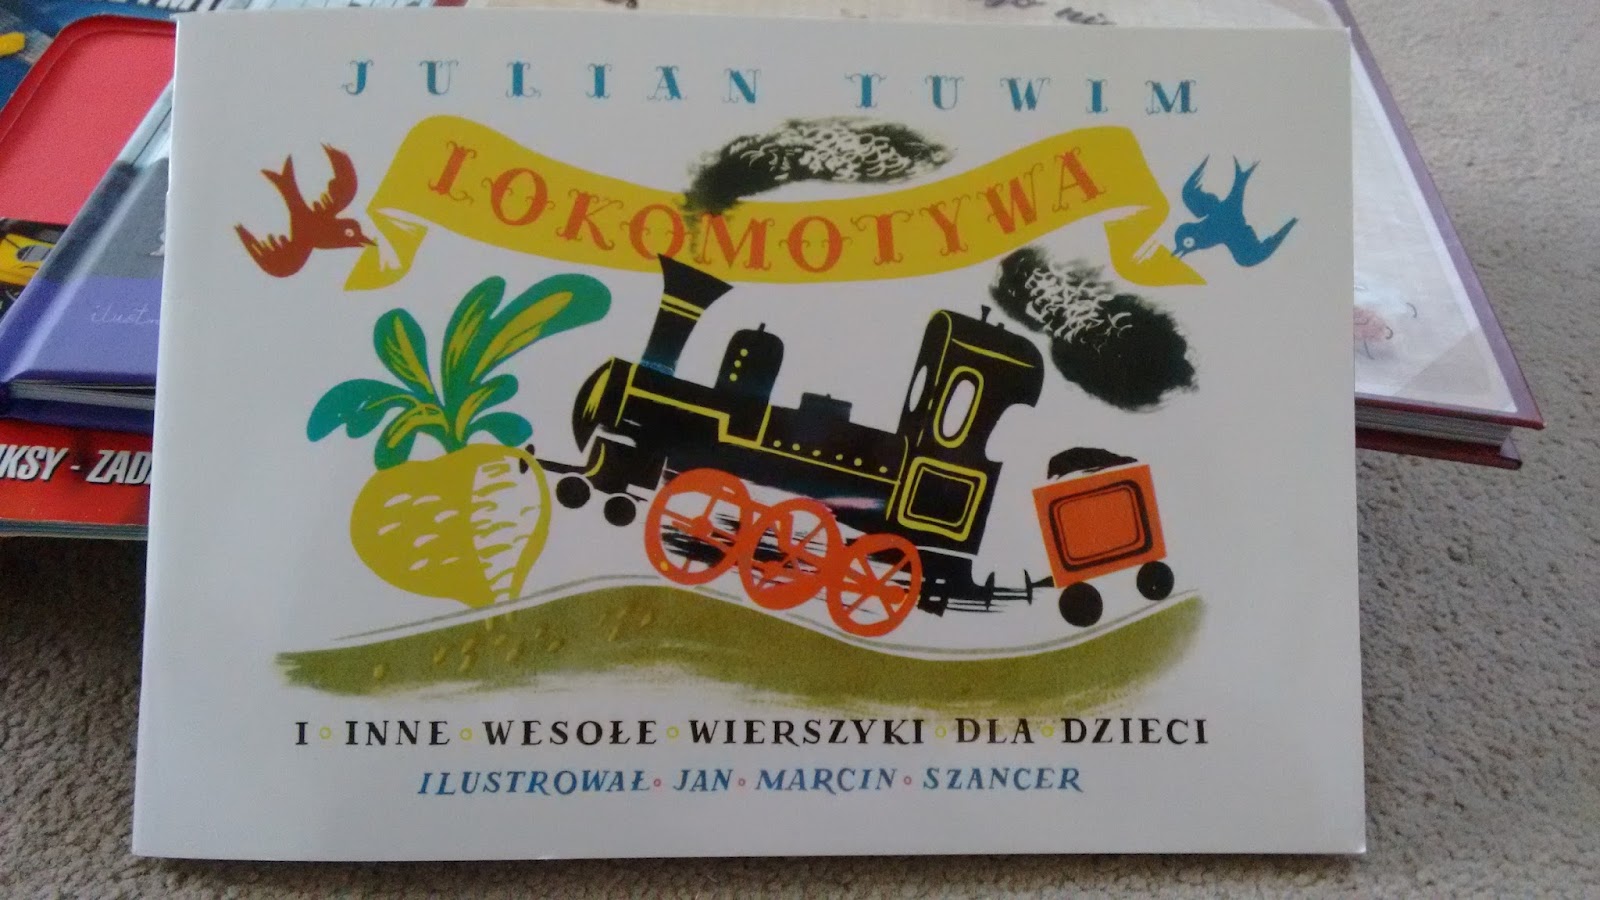 JULIAN TUWIM
LOKOMOTYWA
I·INNE·WESOŁE·WIERSZYKI·DLA·DZIECI
ILUSTROWAŁ·JAN·MARCIN·SZANCER